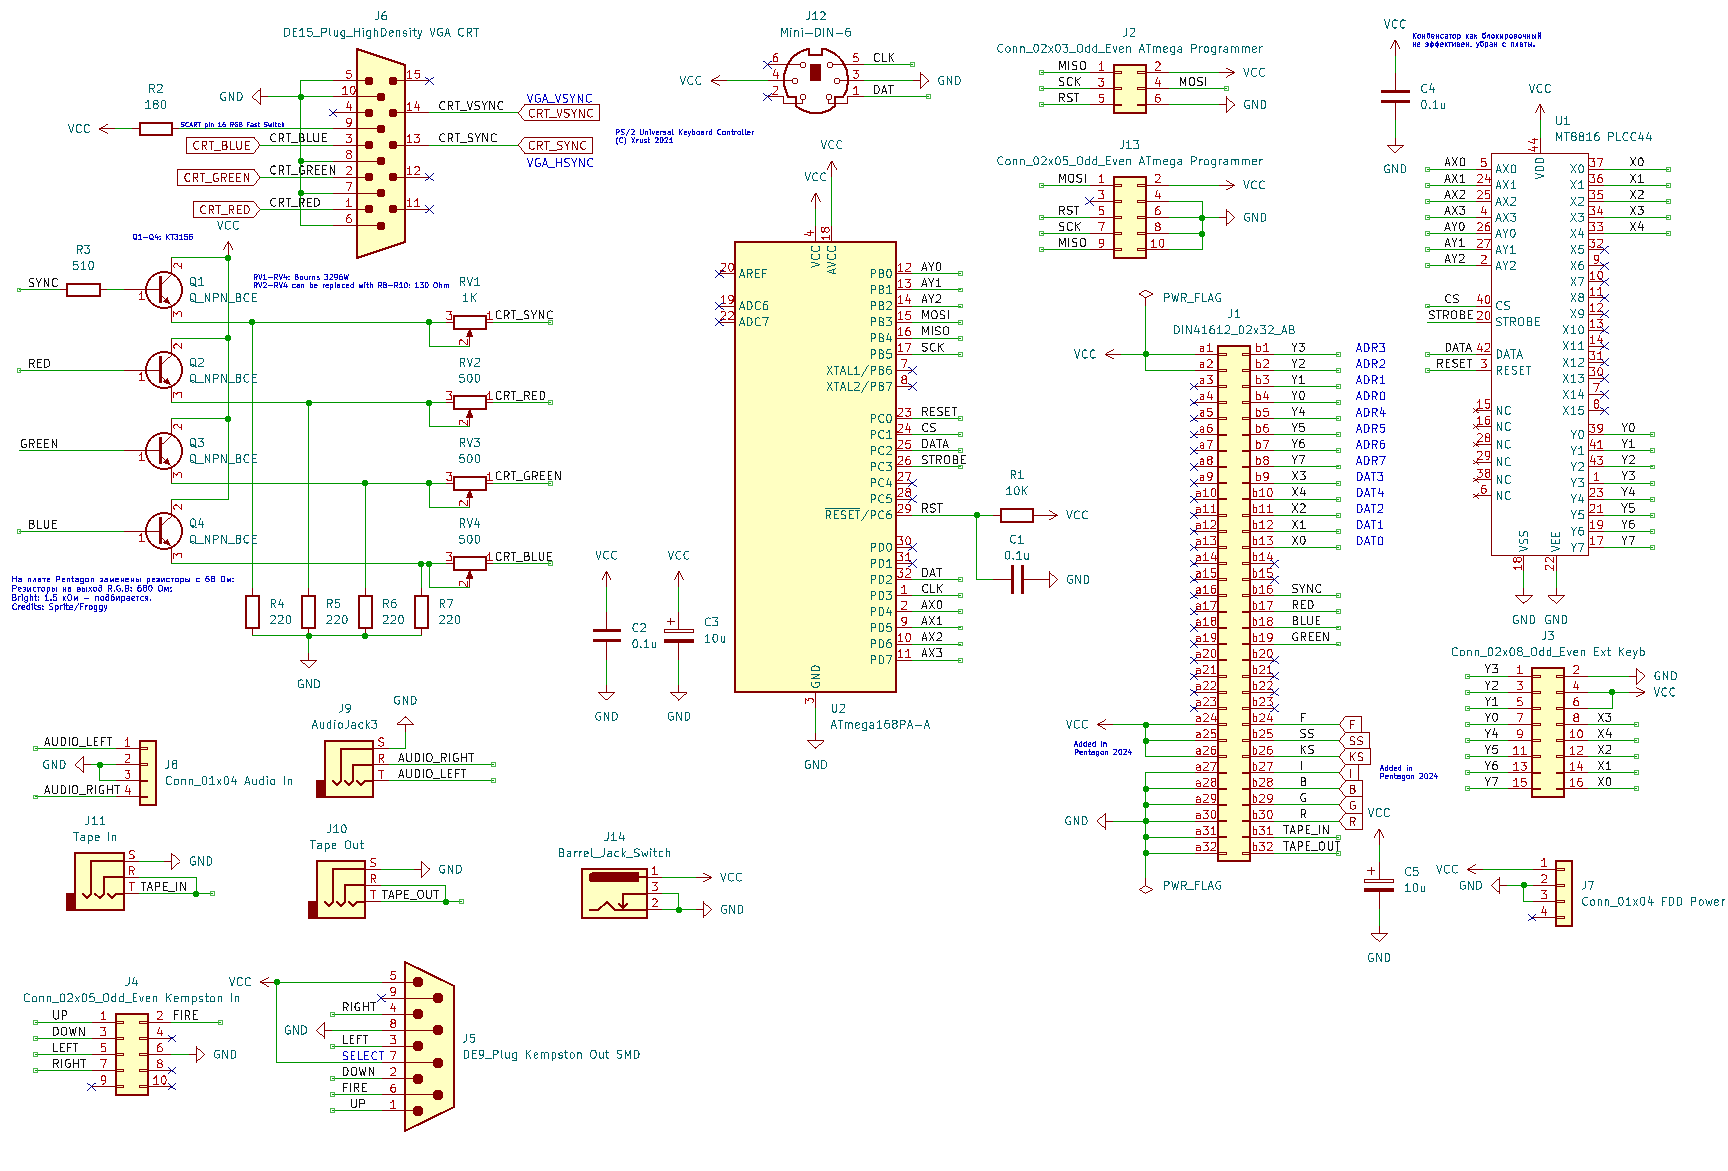 J6
DE15_Plug_HighDensity VGA CRT
R2
180
VCC
GND
SCART pin 16 RGB Fast Switch
CRT_BLUE
CRT_BLUE
CRT_GREEN
CRT_GREEN
CRT_RED
CRT_RED
5
10
4
9
3
8
2
7
1
6
15
14
13
12
11
CRT_VSYNC
VGA_VSYNC
CRT_VSYNC
CRT_SYNC
CRT_SYNC
VGA_HSYNC
J12
Mini-DIN-6
VCC
6
4
2
5
3
1
CLK
GND
DAT
PS/2 Universal Keyboard Controller
(C) Xrust 2021
J2
Conn_02x03_Odd_Even ATmega Programmer
MISO 1
SCK 3
RST 5
2 VCC
4 MOSI
6 GND
J13
Conn_02x05_Odd_Even ATmega Programmer
MOSI 1
3
RST 5
SCK 7
MISO 9
2 VCC
4
6 GND
8
10
VCC
Конденсатор как блокировочный
не эффективен, убран с платы.
C4
0.1u
GND
VCC
U1
MT8816 PLCC44
44
VDD
AX0 5 AX0
AX1 24 AX1
AX2 25 AX2
AX3 4 AX3
AY0 26 AY0
AY1 27 AY1
AY2 2 AY2
CS 40 CS
STROBE 20 STROBE
DATA 42 DATA
RESET 3 RESET
15 NC
16 NC
28 NC
29 NC
38 NC
6 NC
X0 37 X0
X1 36 X1
X2 35 X2
X3 34 X3
X4 33 X4
X5 32
X6 9
X7 10
X8 11
X9 12
X10 13
X11 14
X12 31
X13 30
X14 7
X15 8
Y0 39 Y0
Y1 41 Y1
Y2 43 Y2
Y3 1 Y3
Y4 23 Y4
Y5 21 Y5
Y6 19 Y6
Y7 17 Y7
VSS
VEE
18
22
GND GND
Q1-Q4: КТ315Б
VCC
R3
510
SYNC
RV1-RV4: Bourns 3296W
RV2-RV4 can be replaced with R8-R10: 130 Ohm
2
1
3
Q1
Q_NPN_BCE
RV1
1K
3
1
2
CRT_SYNC
RED
2
1
3
Q2
Q_NPN_BCE
RV2
500
3
1
2
CRT_RED
GREEN
2
1
3
Q3
Q_NPN_BCE
RV3
500
3
1
2
CRT_GREEN
BLUE
2
1
3
Q4
Q_NPN_BCE
RV4
500
3
1
2
CRT_BLUE
На плате Pentagon заменены резисторы с 68 Ом:
Резисторы на выход R,G,B: 680 Ом;
Bright: 1.5 кОм - подбирается.
Credits: Sprite/Froggy
R4
220
R5
220
R6
220
R7
220
GND
VCC
C2
0.1u
GND
VCC
C3
10u
GND
VCC
VCC
4
18
VCC
AVCC
20 AREF
19 ADC6
22 ADC7
PB0 12 AY0
PB1 13 AY1
PB2 14 AY2
PB3 15 MOSI
PB4 16 MISO
PB5 17 SCK
XTAL1/PB6 7
XTAL2/PB7 8
PC0 23 RESET
PC1 24 CS
PC2 25 DATA
PC3 26 STROBE
PC4 27
PC5 28
RESET/PC6 29 RST
PD0 30
PD1 31
PD2 32 DAT
PD3 1 CLK
PD4 2 AX0
PD5 9 AX1
PD6 10 AX2
PD7 11 AX3
GND
3
U2
ATmega168PA-A
GND
R1
10K
VCC
C1
0.1u
GND
PWR_FLAG
J1
DIN41612_02x32_AB
VCC
a1 b1 Y3 ADR3
a2 b2 Y2 ADR2
a3 b3 Y1 ADR1
a4 b4 Y0 ADR0
a5 b5 Y4 ADR4
a6 b6 Y5 ADR5
a7 b7 Y6 ADR6
a8 b8 Y7 ADR7
a9 b9 X3 DAT3
a10 b10 X4 DAT4
a11 b11 X2 DAT2
a12 b12 X1 DAT1
a13 b13 X0 DAT0
a14 b14
a15 b15
a16 b16 SYNC
a17 b17 RED
a18 b18 BLUE
a19 b19 GREEN
a20 b20
a21 b21
a22 b22
a23 b23
VCC a24 b24 F F
a25 b25 SS SS
a26 b26 KS KS
a27 b27 I I
a28 b28 B B
a29 b29 G G
GND a30 b30 R R
a31 b31 TAPE_IN
a32 b32 TAPE_OUT
Added in
Pentagon 2024
Added in
Pentagon 2024
PWR_FLAG
VCC
C5
10u
GND
J3
Conn_02x08_Odd_Even Ext Keyb
Y3 1 2 GND
Y2 3 4 VCC
Y1 5 6
Y0 7 8 X3
Y4 9 10 X4
Y5 11 12 X2
Y6 13 14 X1
Y7 15 16 X0
VCC
GND
1
2
3
4
J7
Conn_01x04 FDD Power
AUDIO_LEFT 1
GND 2
3
AUDIO_RIGHT 4
J8
Conn_01x04 Audio In
J9
AudioJack3
GND
S
R AUDIO_RIGHT
T AUDIO_LEFT
J11
Tape In
S GND
R
T TAPE_IN
J10
Tape Out
S GND
R
T TAPE_OUT
J14
Barrel_Jack_Switch
1 VCC
3
2 GND
J4
Conn_02x05_Odd_Even Kempston In
UP 1 2 FIRE
DOWN 3 4
LEFT 5 6 GND
RIGHT 7 8
9 10
VCC 5
9
RIGHT 4
GND 8
LEFT 3
SELECT 7
DOWN 2
FIRE 6
UP 1
J5
DE9_Plug Kempston Out SMD